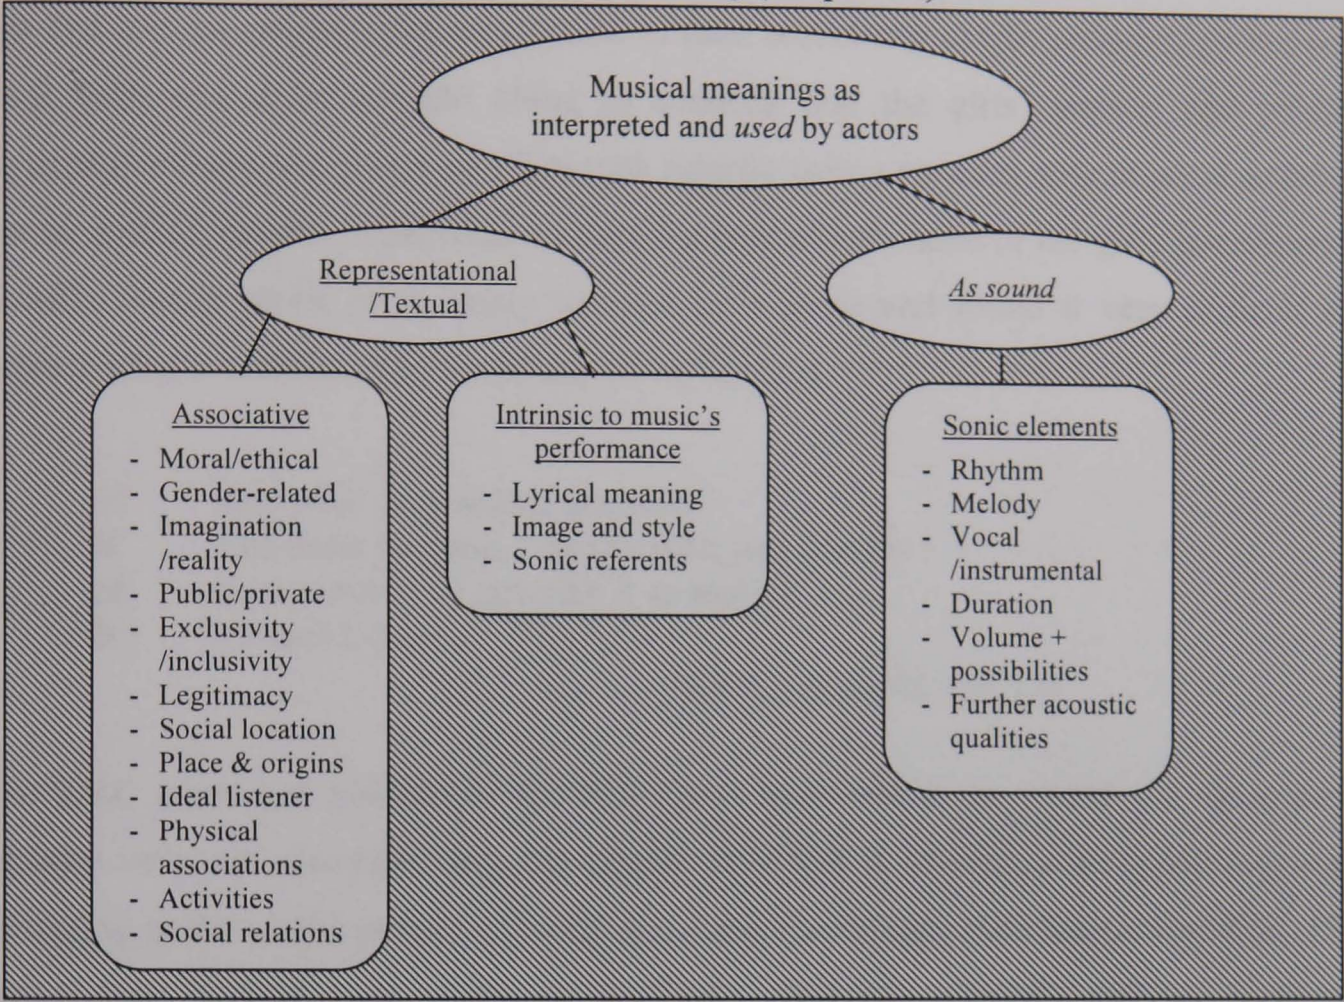 Musical meanings as
interpreted and used by actors
Representational
/Textual
As sound
Associative
- Moral/ethical
- Gender-related
- Imagination
/reality
- Public/private
- Exclusivity
/inclusivity
- Legitimacy
- Social location
- Place & origins
- Ideal listener
- Physical
associations
- Activities
- Social relations
Intrinsic to music's
performance
- Lyrical meaning
- Image and style
- Sonic referents
Sonic elements
- Rhythm
- Melody
- Vocal
/instrumental
- Duration
- Volume +
possibilities
- Further acoustic
qualities